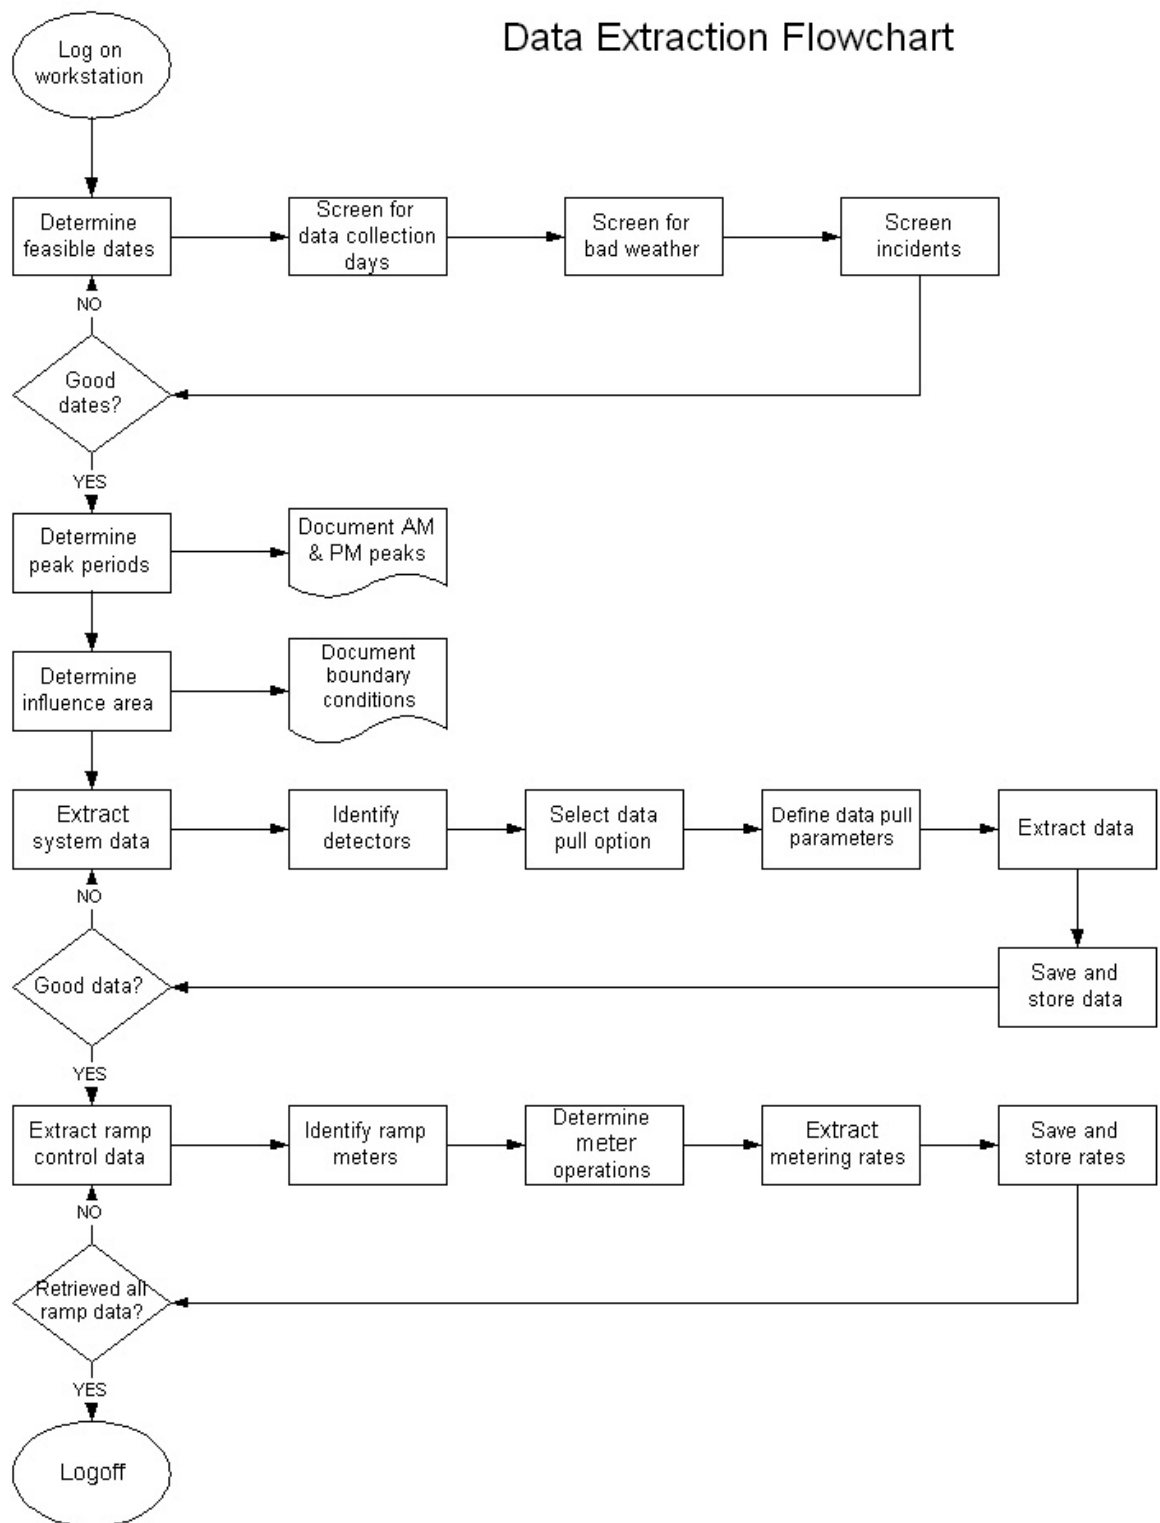 Data Extraction Flowchart
Log on
workstation
Determine
feasible dates
Screen for
data collection
days
Screen for
bad weather
Screen
incidents
NO
Good
dates?
YES
Determine
peak periods
Document AM
& PM peaks
Determine
influence area
Document
boundary
conditions
Extract
system data
Identify
detectors
Select data
pull option
Define data pull
parameters
Extract data
NO
Good data?
Save and
store data
YES
Extract ramp
control data
Identify ramp
meters
Determine
meter
operations
Extract
metering rates
Save and
store rates
NO
Retrieved all
ramp data?
YES
Logoff